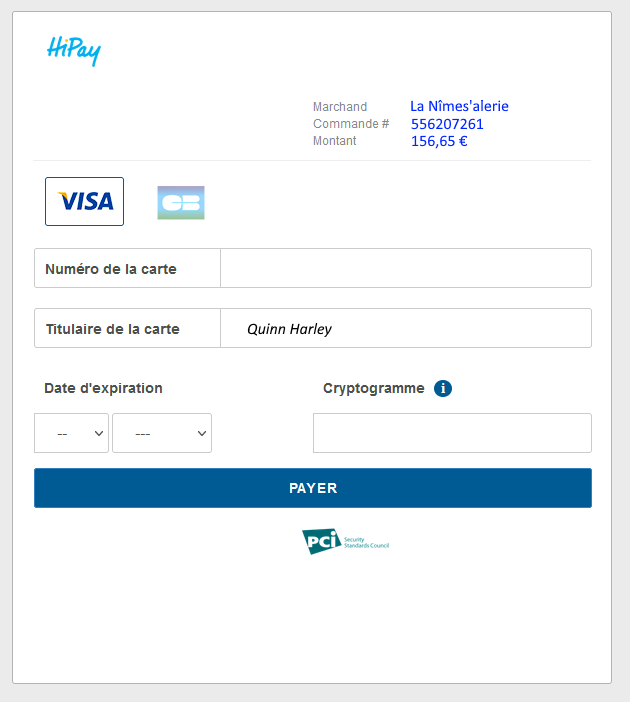 HiPay
Marchand La Nîmes'alerie
Commande # 556207261
Montant 156,65 €
VISA CB
Numéro de la carte
Titulaire de la carte Quinn Harley
Date d'expiration Cryptogramme i
-- ---
PAYER
PCi Security
Standards Council